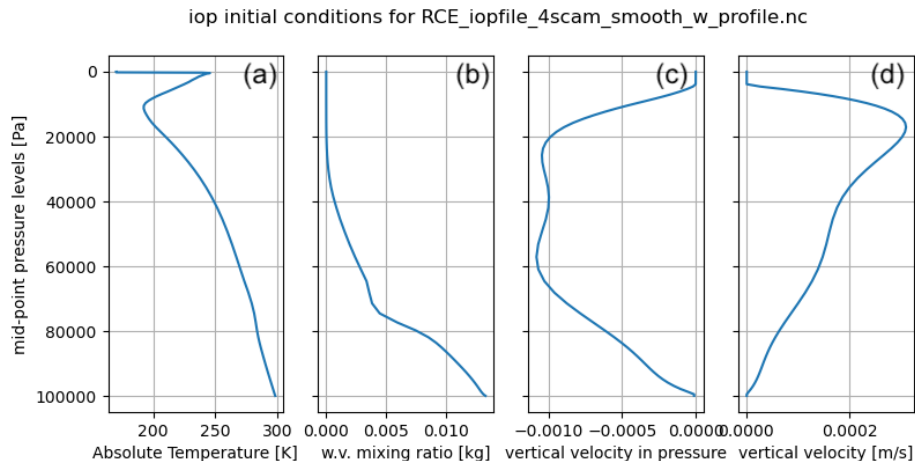 iop initial conditions for RCE_iopfile_4scam_smooth_w_profile.nc
(a) (b) (c) (d)
mid-point pressure levels [Pa]
0
20000
40000
60000
80000
100000
200 250 300 0.000 0.005 0.010 −0.0010 −0.0005 0.0000 0.0000 0.0002
Absolute Temperature [K] w.v. mixing ratio [kg] vertical velocity in pressure vertical velocity [m/s]